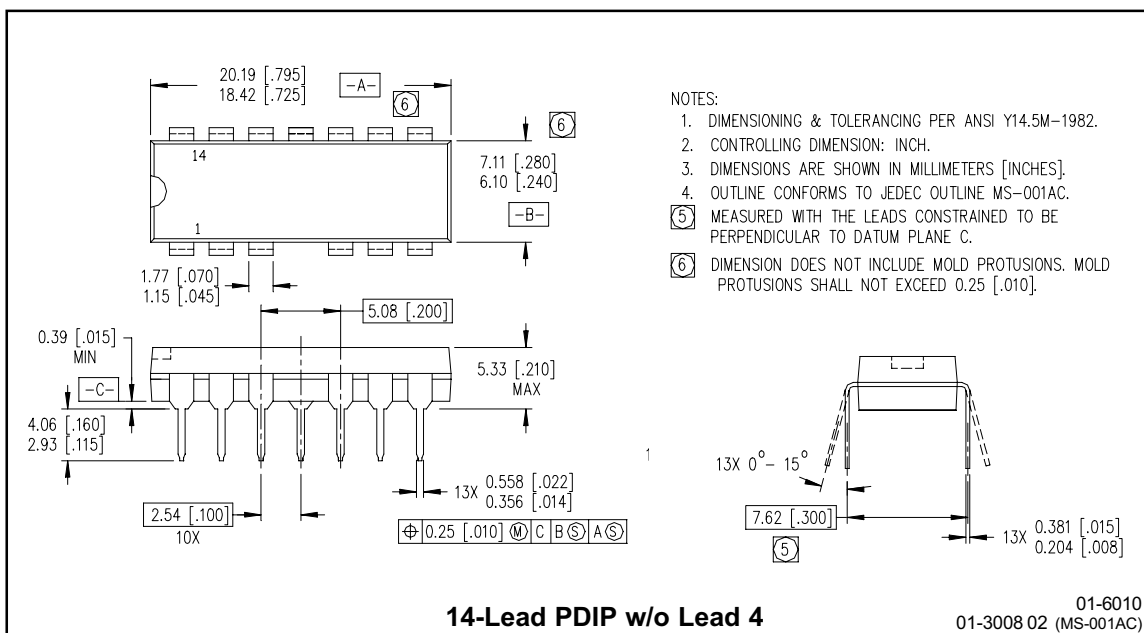 20.19 [.795]
18.42 [.725]
-A-
6
6
14
1
7.11 [.280]
6.10 [.240]
-B-
1.77 [.070]
1.15 [.045]
5.08 [.200]
0.39 [.015]
MIN
-C-
5.33 [.210]
MAX
4.06 [.160]
2.93 [.115]
2.54 [.100]
10X
13X 0.558 [.022]
0.356 [.014]
⌖ 0.25 [.010] Ⓜ C B Ⓢ A Ⓢ
NOTES:
1. DIMENSIONING & TOLERANCING PER ANSI Y14.5M-1982.
2. CONTROLLING DIMENSION: INCH.
3. DIMENSIONS ARE SHOWN IN MILLIMETERS [INCHES].
4. OUTLINE CONFORMS TO JEDEC OUTLINE MS-001AC.
5 MEASURED WITH THE LEADS CONSTRAINED TO BE
PERPENDICULAR TO DATUM PLANE C.
6 DIMENSION DOES NOT INCLUDE MOLD PROTUSIONS. MOLD
PROTUSIONS SHALL NOT EXCEED 0.25 [.010].
1
13X 0°- 15°
7.62 [.300]
5
13X 0.381 [.015]
0.204 [.008]
14-Lead PDIP w/o Lead 4
01-6010
01-3008 02 (MS-001AC)